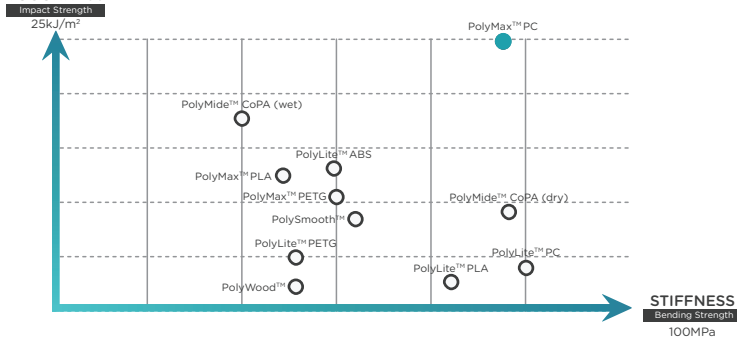 Impact Strength
25kJ/m²
PolyMax™ PC
PolyMide™ CoPA (wet)
PolyLite™ ABS
PolyMax™ PLA
PolyMax™ PETG
PolyMide™ CoPA (dry)
PolySmooth™
PolyLite™ PETG
PolyLite™ PC
PolyLite™ PLA
PolyWood™
STIFFNESS
Bending Strength
100MPa